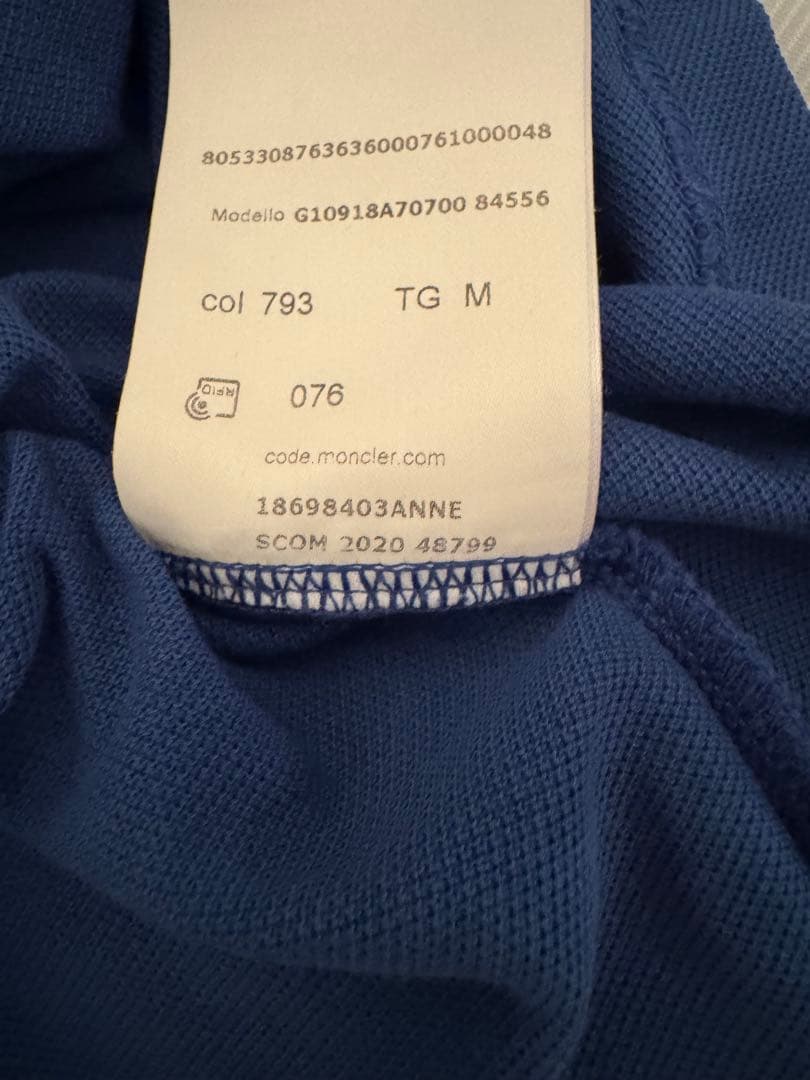 8053308763636000761000048
Modello G10918A70700 84556
col 793 TG M
RFID 076
code.moncler.com
18698403ANNE
SCOM 2020 48799